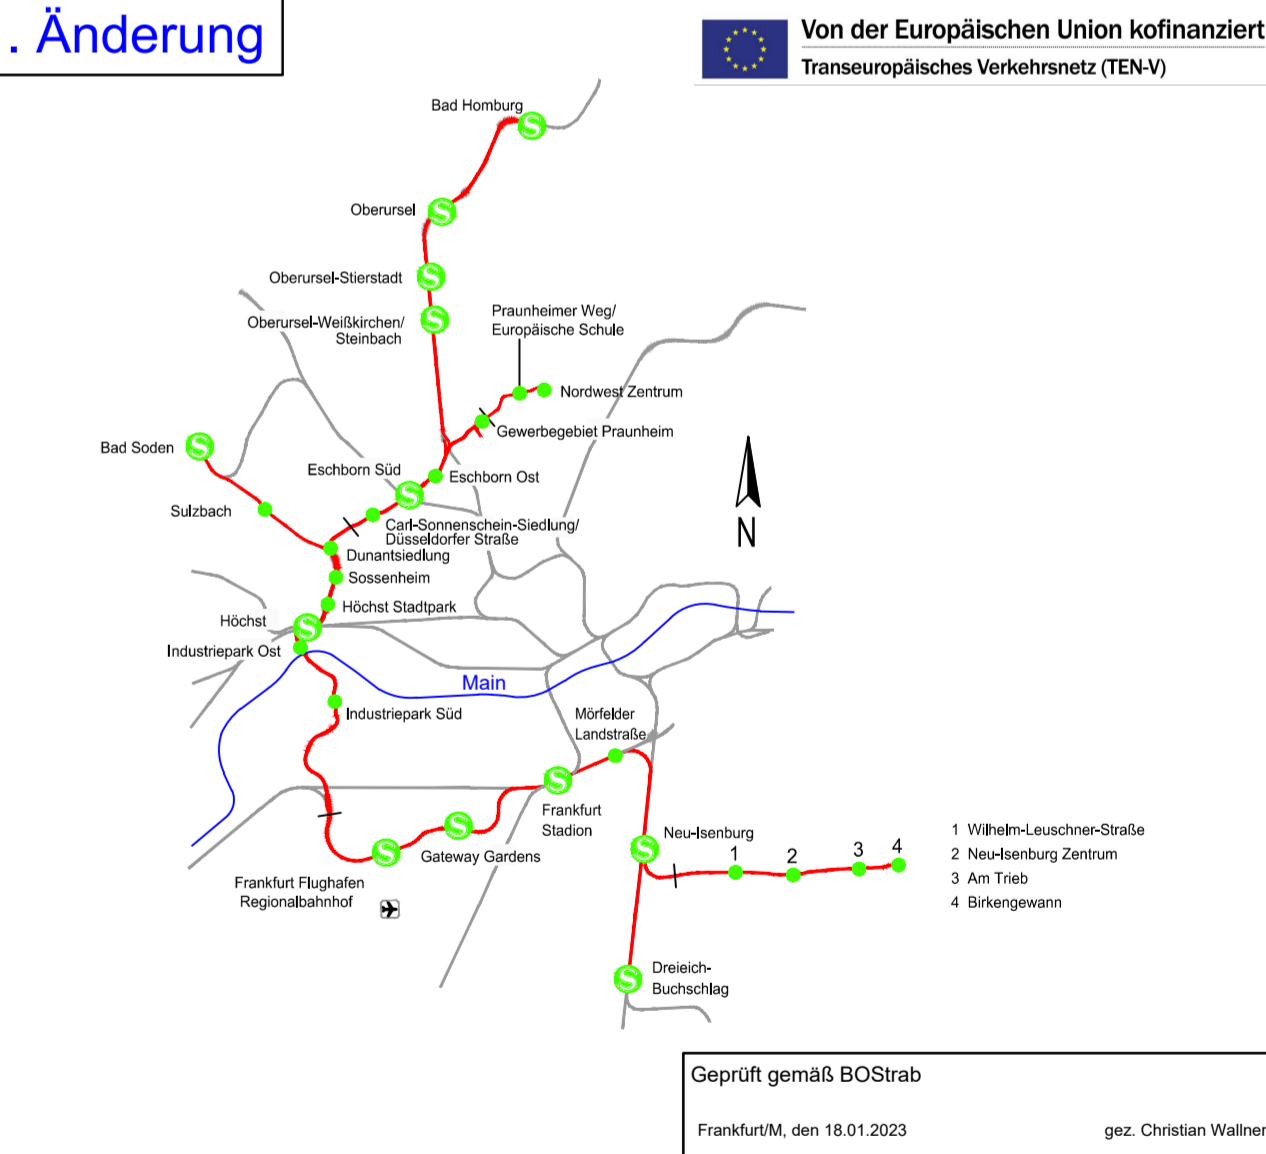 . Änderung
Von der Europäischen Union kofinanziert
Transeuropäisches Verkehrsnetz (TEN-V)
Bad Homburg
S
Oberursel
S
Oberursel-Stierstadt
S
Oberursel-Weißkirchen/
Steinbach
S
Praunheimer Weg/
Europäische Schule
Nordwest Zentrum
Gewerbegebiet Praunheim
Bad Soden
S
Eschborn Süd
S
Eschborn Ost
Sulzbach
Carl-Sonnenschein-Siedlung/
Düsseldorfer Straße
Dunantsiedlung
Sossenheim
Höchst Stadtpark
Höchst
S
Industriepark Ost
N
Main
Industriepark Süd
Mörfelder
Landstraße
S
Frankfurt
Stadion
S
Gateway Gardens
S
Frankfurt Flughafen
Regionalbahnhof
Neu-Isenburg
S
1 2 3 4
1 Wilhelm-Leuschner-Straße
2 Neu-Isenburg Zentrum
3 Am Trieb
4 Birkengewann
S
Dreieich-
Buchschlag
Geprüft gemäß BOStrab
Frankfurt/M, den 18.01.2023 gez. Christian Wallner